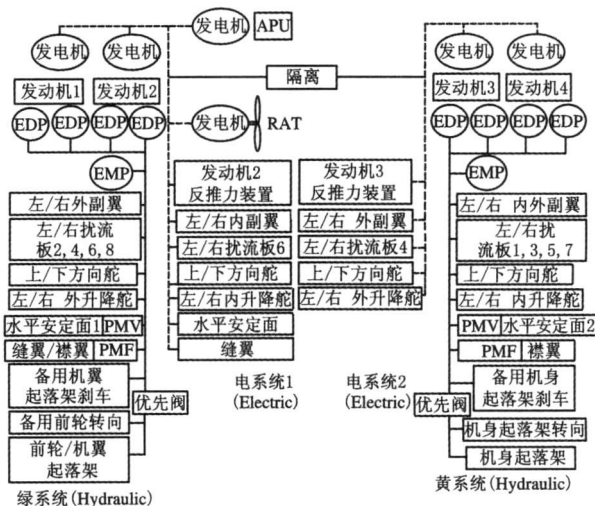 发电机 APU
发电机 发电机
发电机 发电机
隔离
发动机1 发动机2
发动机3 发动机4
EDP EDP EDP EDP
发电机 RAT
EDP EDP EDP EDP
EMP
EMP
左/右外副翼
左/右扰流
板2,4,6,8
上/下方向舵
左/右 外升降舵
水平安定面1 PMV
缝翼/襟翼 PMF
备用机翼
起落架刹车
优先阀
备用前轮转向
前轮/机翼
起落架
绿系统(Hydraulic)
发动机2
反推力装置
左/右内副翼
左/右扰流板6
上/下方向舵
左/右内升降舵
水平安定面
缝翼
电系统1
(Electric)
发动机3
反推力装置
左/右 外副翼
左/右扰流板4
上/下方向舵
左/右 外升降舵
电系统2
(Electric)
左/右 内外副翼
左/右扰
流板1,3,5,7
上/下方向舵
左/右 内升降舵
PMV 水平安定面2
PMF 襟翼
备用机身
起落架刹车
优先阀
机身起落架转向
机身起落架
黄系统(Hydraulic)